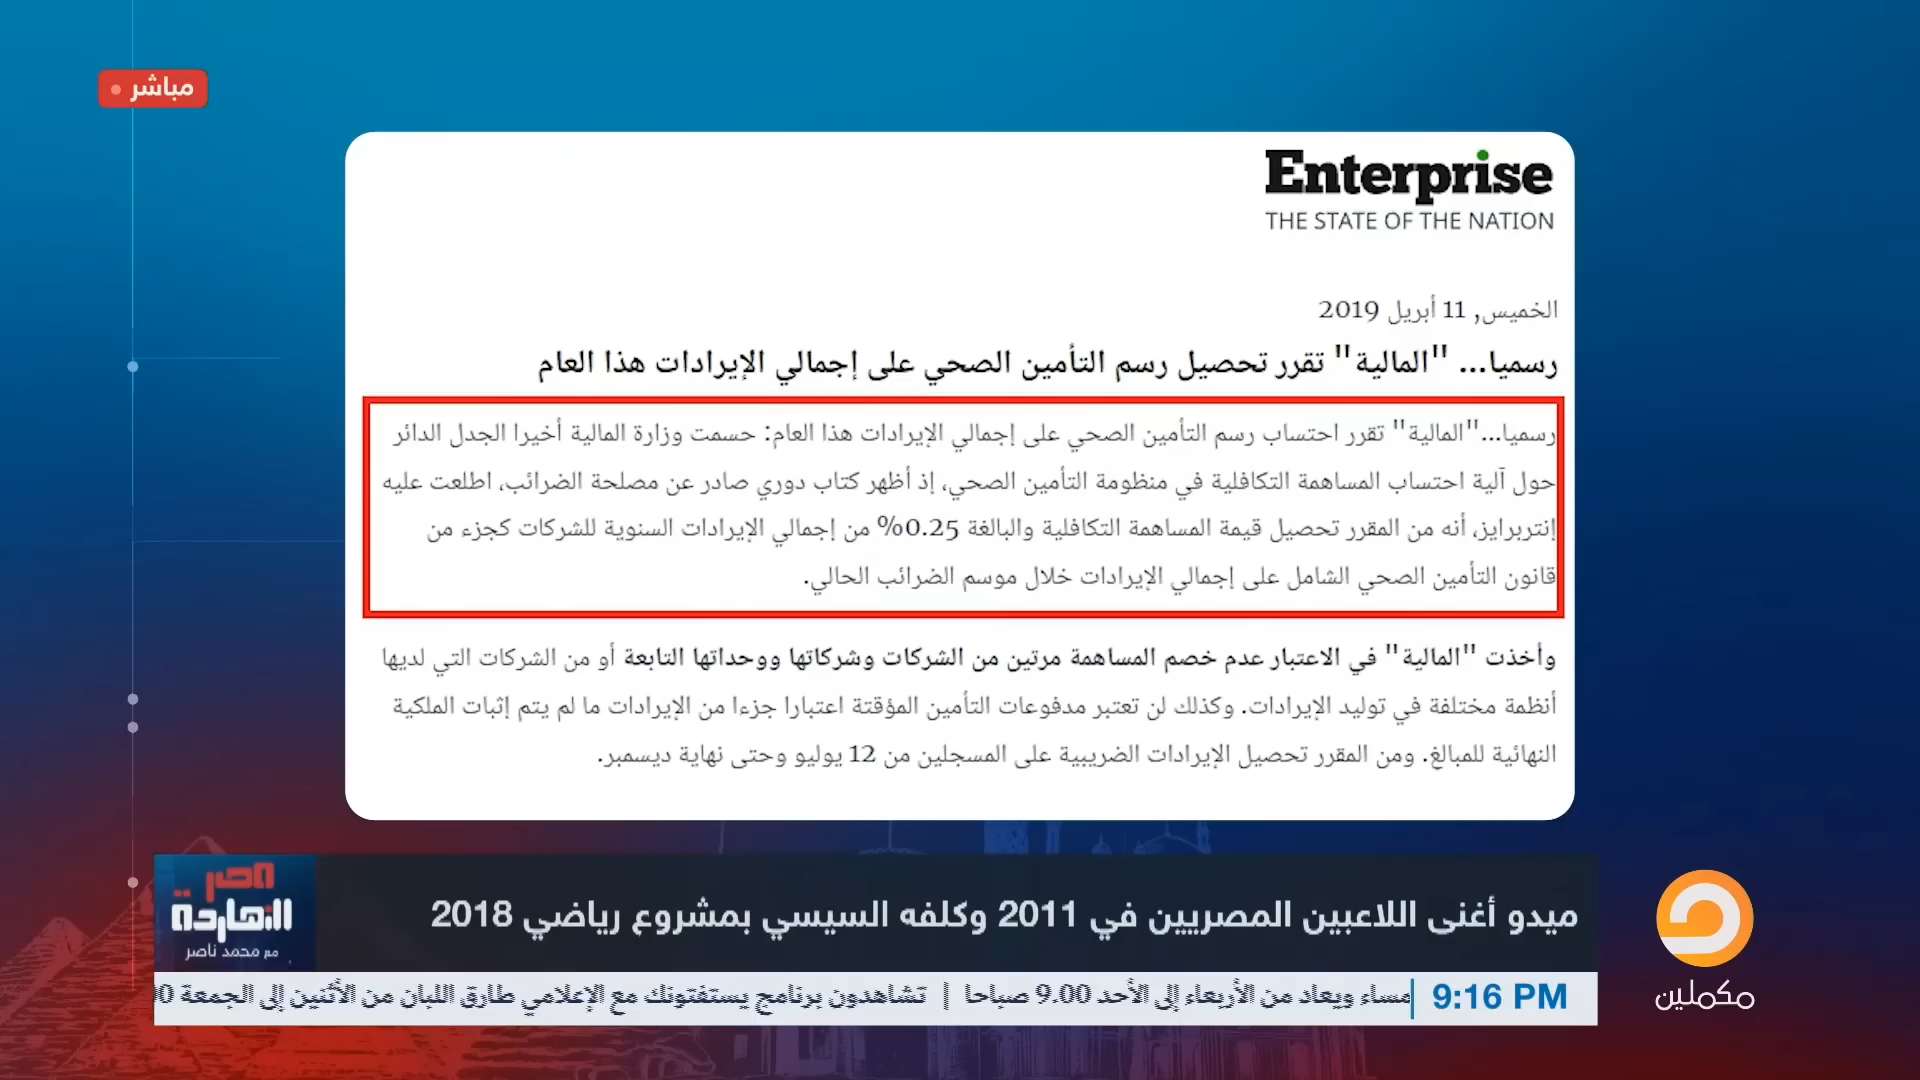 مباشر
Enterprise
THE STATE OF THE NATION
الخميس, 11 أبريل 2019
رسميا... "المالية" تقرر تحصيل رسم التأمين الصحي على إجمالي الإيرادات هذا العام
رسميا..."المالية" تقرر احتساب رسم التأمين الصحي على إجمالي الإيرادات هذا العام: حسمت وزارة المالية أخيرا الجدل الدائر
حول آلية احتساب المساهمة التكافلية في منظومة التأمين الصحي، إذ أظهر كتاب دوري صادر عن مصلحة الضرائب، اطلعت عليه
إنتربرايز، أنه من المقرر تحصيل قيمة المساهمة التكافلية والبالغة 0.25% من إجمالي الإيرادات السنوية للشركات كجزء من
قانون التأمين الصحي الشامل على إجمالي الإيرادات خلال موسم الضرائب الحالي.
وأخذت "المالية" في الاعتبار عدم خصم المساهمة مرتين من الشركات وشركاتها ووحداتها التابعة أو من الشركات التي لديها
أنظمة مختلفة في توليد الإيرادات. وكذلك لن تعتبر مدفوعات التأمين المؤقتة اعتبارا جزءا من الإيرادات ما لم يتم إثبات الملكية
النهائية للمبالغ. ومن المقرر تحصيل الإيرادات الضريبية على المسجلين من 12 يوليو وحتى نهاية ديسمبر.
مصر
النهاردة
مع محمد ناصر
ميدو أغنى اللاعبين المصريين في 2011 وكلفه السيسي بمشروع رياضي 2018
9:16 PM
مساء ويعاد من الأربعاء إلى الأحد 9.00 صباحا | تشاهدون برنامج يستفتونك مع الإعلامي طارق اللبان من الأثنين إلى الجمعة
مكملين